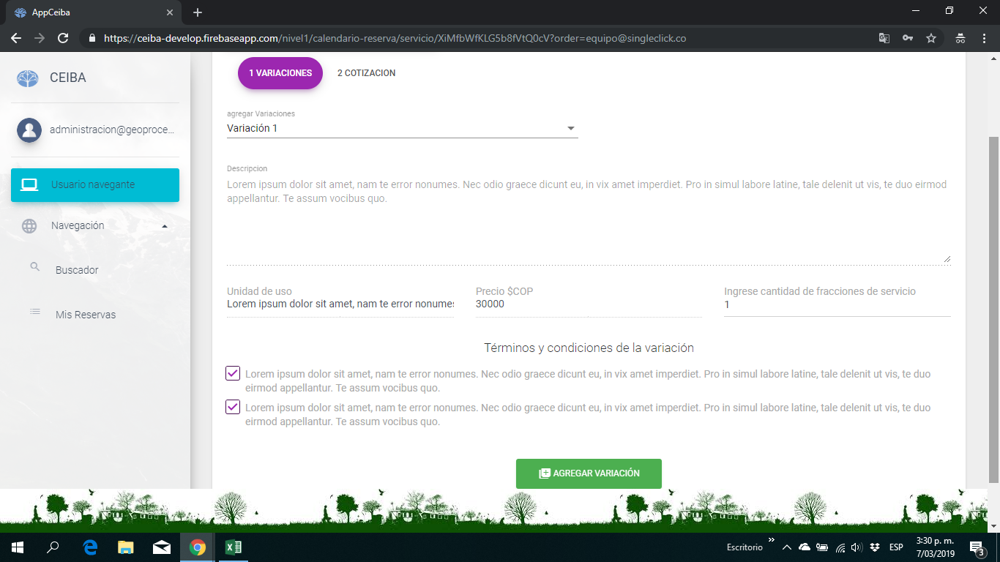 AppCeiba
https://ceiba-develop.firebaseapp.com/nivel1/calendario-reserva/servicio/XiMfbWfKLG5b8fVtQ0cV?order=equipo@singleclick.co
CEIBA
administracion@geoproce...
Usuario navegante
Navegación
Buscador
Mis Reservas
1 VARIACIONES
2 COTIZACION
agregar Variaciones
Variación 1
Descripcion
Lorem ipsum dolor sit amet, nam te error nonumes. Nec odio graece dicunt eu, in vix amet imperdiet. Pro in simul labore latine, tale delenit ut vis, te duo eirmod
appellantur. Te assum vocibus quo.
Unidad de uso
Lorem ipsum dolor sit amet, nam te error nonumes
Precio $COP
30000
Ingrese cantidad de fracciones de servicio
1
Términos y condiciones de la variación
Lorem ipsum dolor sit amet, nam te error nonumes. Nec odio graece dicunt eu, in vix amet imperdiet. Pro in simul labore latine, tale delenit ut vis, te duo
eirmod appellantur. Te assum vocibus quo.
Lorem ipsum dolor sit amet, nam te error nonumes. Nec odio graece dicunt eu, in vix amet imperdiet. Pro in simul labore latine, tale delenit ut vis, te duo
eirmod appellantur. Te assum vocibus quo.
AGREGAR VARIACIÓN
Escritorio
ESP
3:30 p. m.
7/03/2019
3